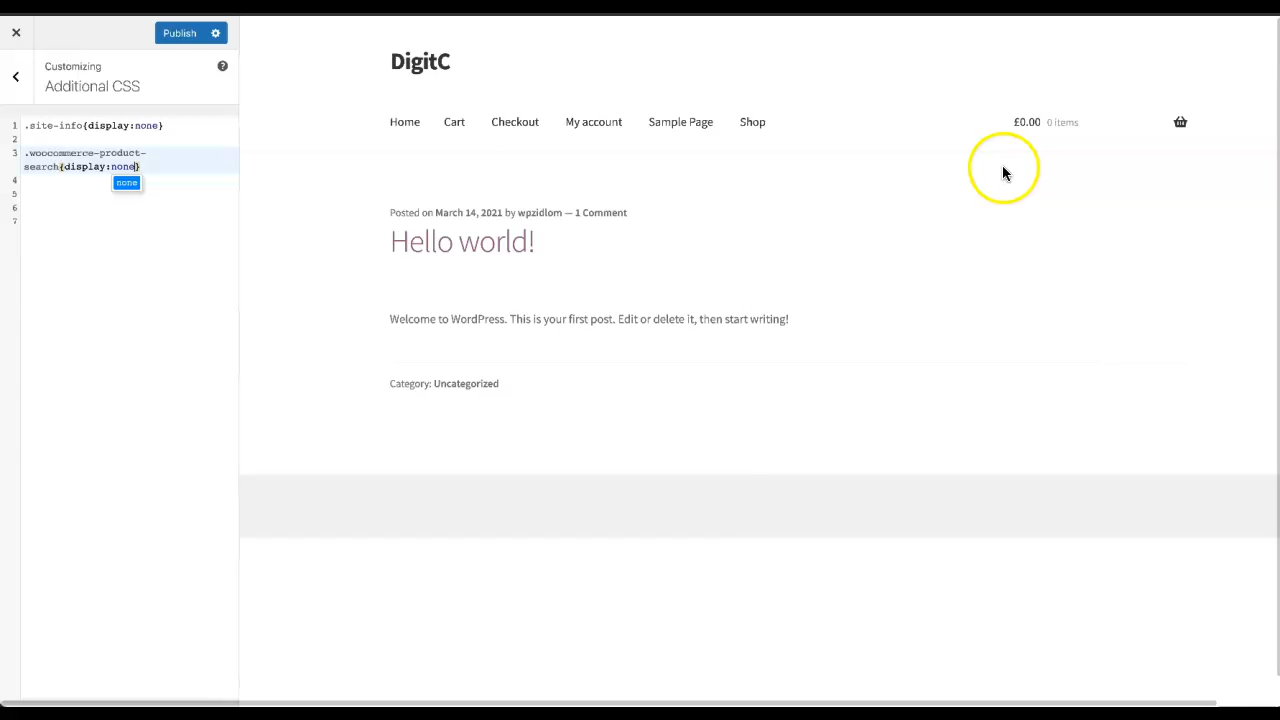 Publish
Customizing
Additional CSS
1 .site-info{display:none}
2
3 .woocommerce-product-
search{display:none}
none
4
5
6
7
DigitC
Home Cart Checkout My account Sample Page Shop £0.00 0 items
Posted on March 14, 2021 by wpzidlom — 1 Comment
Hello world!
Welcome to WordPress. This is your first post. Edit or delete it, then start writing!
Category: Uncategorized